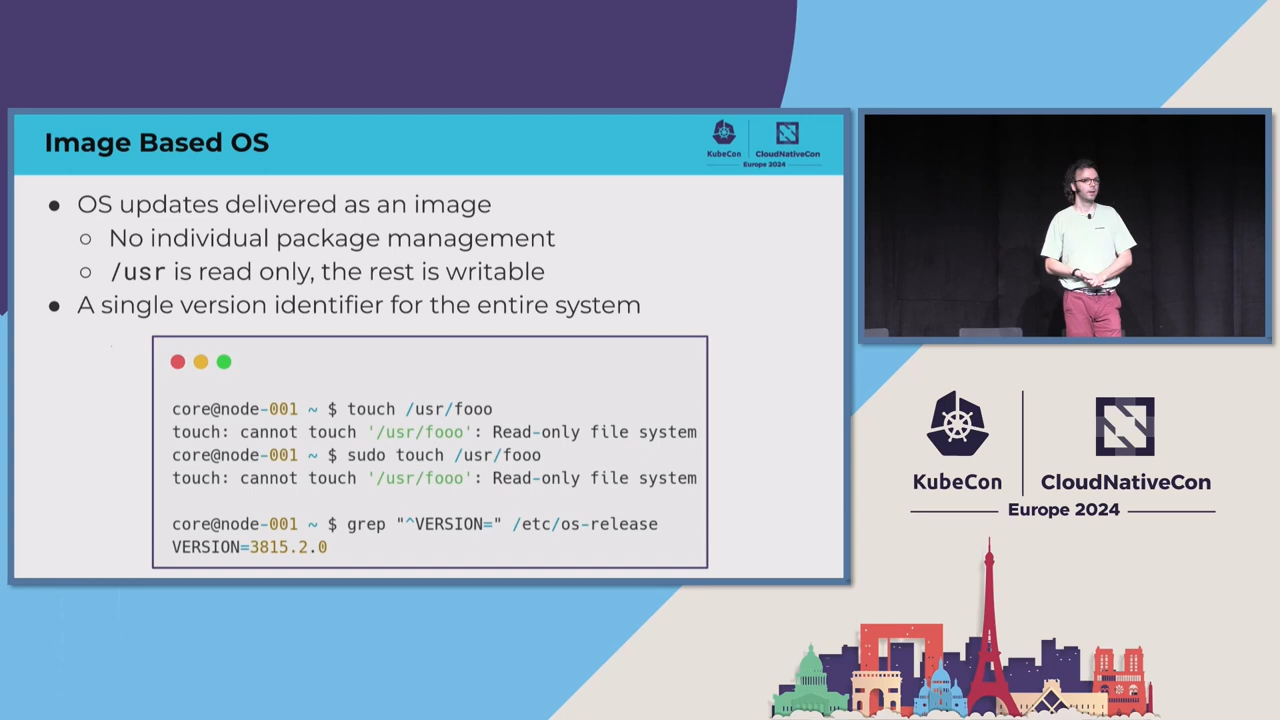 Image Based OS
KubeCon
CloudNativeCon
Europe 2024
● OS updates delivered as an image
○ No individual package management
○ /usr is read only, the rest is writable
● A single version identifier for the entire system
core@node-001 ~ $ touch /usr/fooo
touch: cannot touch '/usr/fooo': Read-only file system
core@node-001 ~ $ sudo touch /usr/fooo
touch: cannot touch '/usr/fooo': Read-only file system
core@node-001 ~ $ grep "^VERSION=" /etc/os-release
VERSION=3815.2.0
KubeCon
CloudNativeCon
Europe 2024